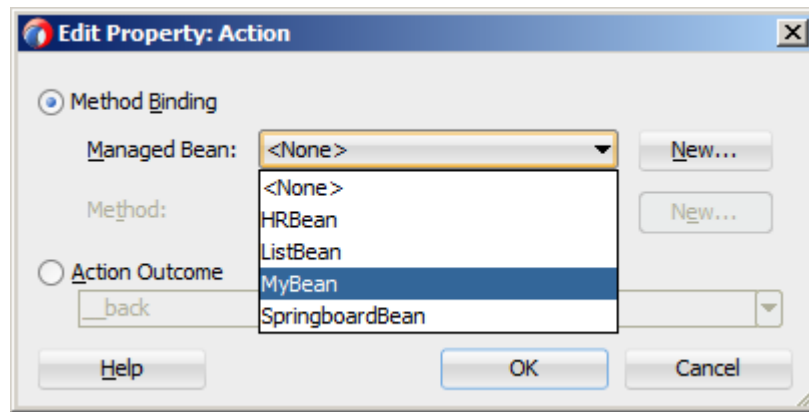 Edit Property: Action
Method Binding
Managed Bean: <None> New...
<None>
Method: HRBean New...
ListBean
Action Outcome
MyBean
__back
SpringboardBean
Help OK Cancel